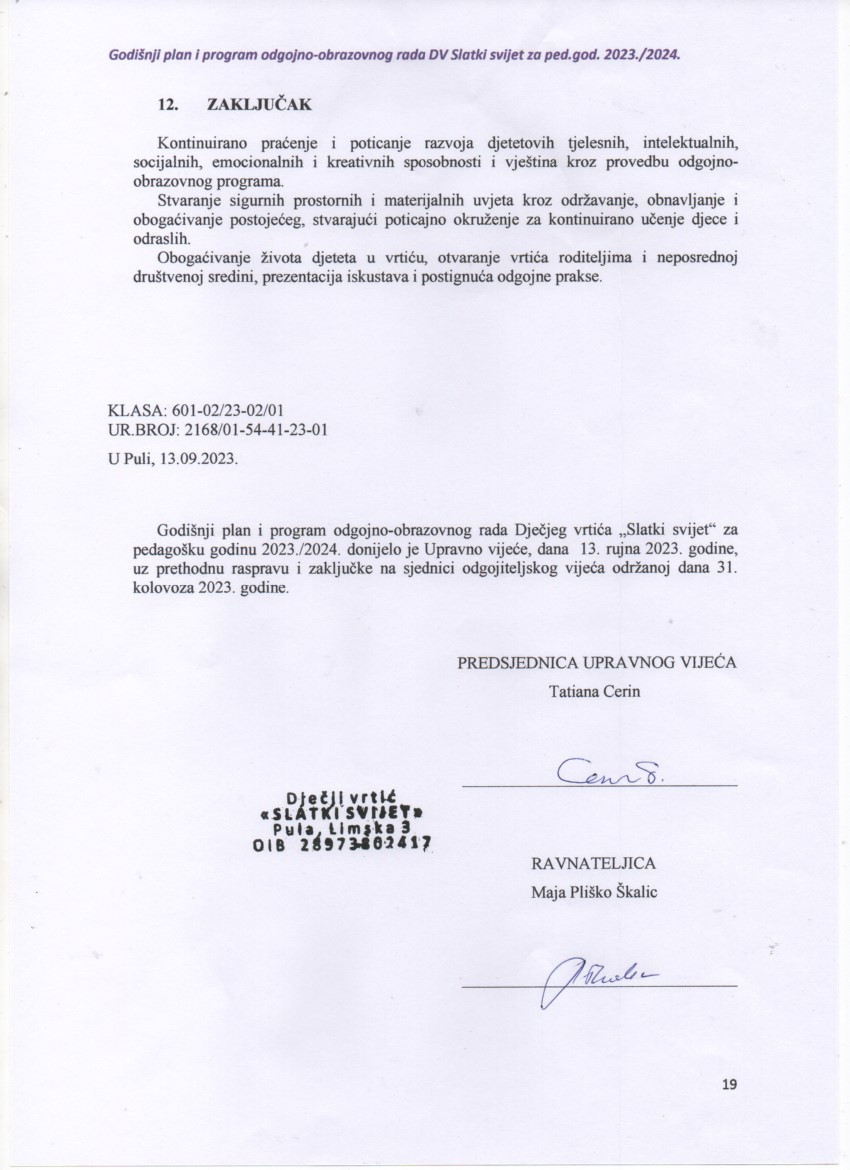 Godišnji plan i program odgojno-obrazovnog rada DV Slatki svijet za ped.god. 2023./2024.
12. ZAKLJUČAK
Kontinuirano praćenje i poticanje razvoja djetetovih tjelesnih, intelektualnih,
socijalnih, emocionalnih i kreativnih sposobnosti i vještina kroz provedbu odgojno-
obrazovnog programa.
Stvaranje sigurnih prostornih i materijalnih uvjeta kroz održavanje, obnavljanje i
obogaćivanje postojećeg, stvarajući poticajno okruženje za kontinuirano učenje djece i
odraslih.
Obogaćivanje života djeteta u vrtiću, otvaranje vrtića roditeljima i neposrednoj
društvenoj sredini, prezentacija iskustava i postignuća odgojne prakse.
KLASA: 601-02/23-02/01
UR.BROJ: 2168/01-54-41-23-01
U Puli, 13.09.2023.
Godišnji plan i program odgojno-obrazovnog rada Dječjeg vrtića „Slatki svijet“ za
pedagošku godinu 2023./2024. donijelo je Upravno vijeće, dana 13. rujna 2023. godine,
uz prethodnu raspravu i zaključke na sjednici odgojiteljskog vijeća održanoj dana 31.
kolovoza 2023. godine.
PREDSJEDNICA UPRAVNOG VIJEĆA
Tatiana Cerin
Dječji vrtić
«SLATKI SVIJET»
Pula, Limska 3
OIB
RAVNATELJICA
Maja Pliško Škalic
19